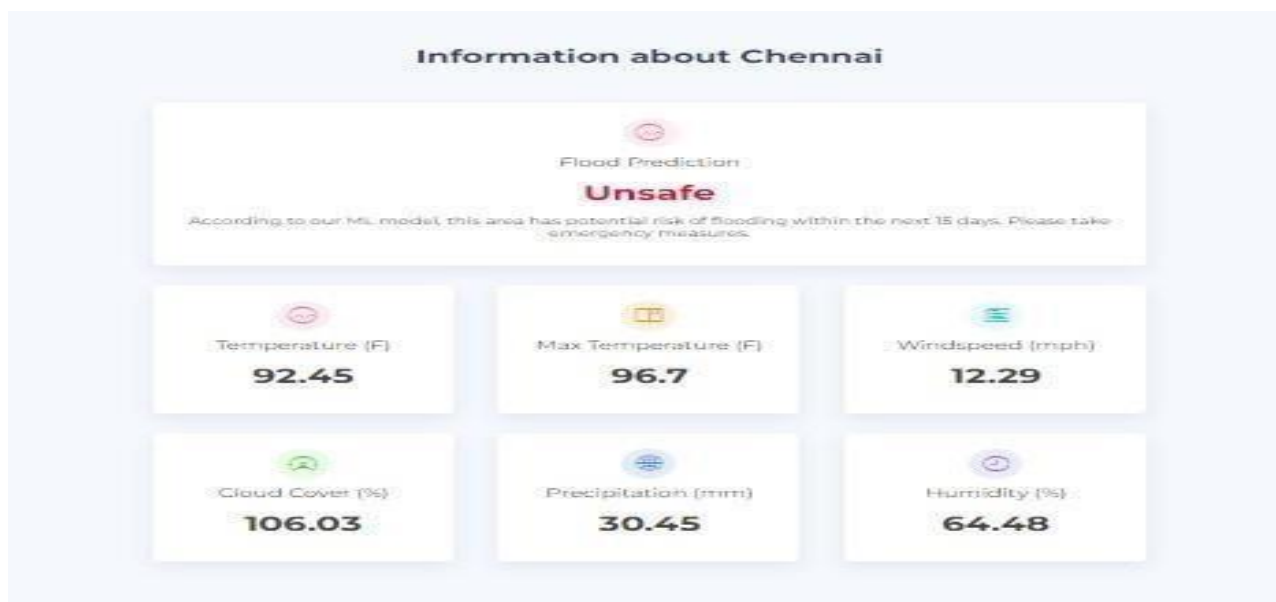 Information about Chennai
Flood Prediction
Unsafe
According to our ML model, this area has potential risk of flooding within the next 15 days. Please take
emergency measures.
Temperature (F)
92.45
Max Temperature (F)
96.7
Windspeed (mph)
12.29
Cloud Cover (%)
106.03
Precipitation (mm)
30.45
Humidity (%)
64.48